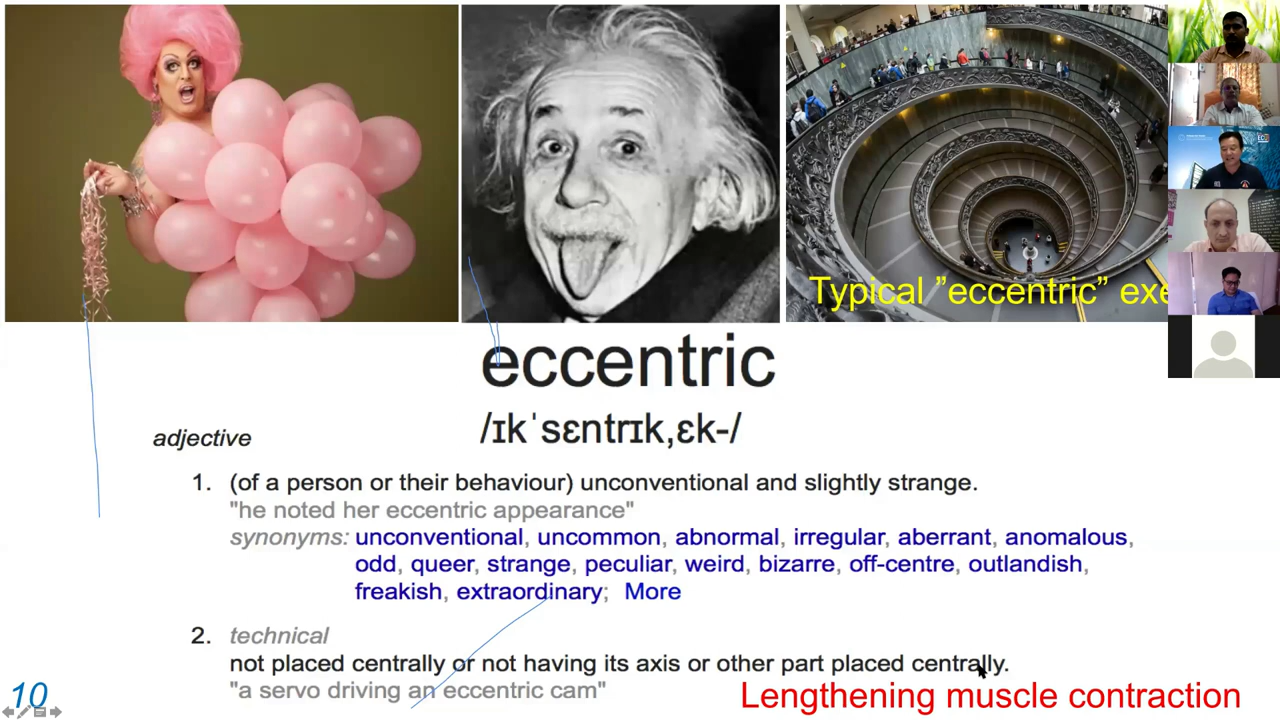 Typical ”eccentric” exe
eccentric
/ɪkˈsɛntrɪk,ɛk-/
adjective
1. (of a person or their behaviour) unconventional and slightly strange.
"he noted her eccentric appearance"
synonyms: unconventional, uncommon, abnormal, irregular, aberrant, anomalous,
odd, queer, strange, peculiar, weird, bizarre, off-centre, outlandish,
freakish, extraordinary; More
2. technical
not placed centrally or not having its axis or other part placed centrally.
"a servo driving an eccentric cam"
10
Lengthening muscle contraction